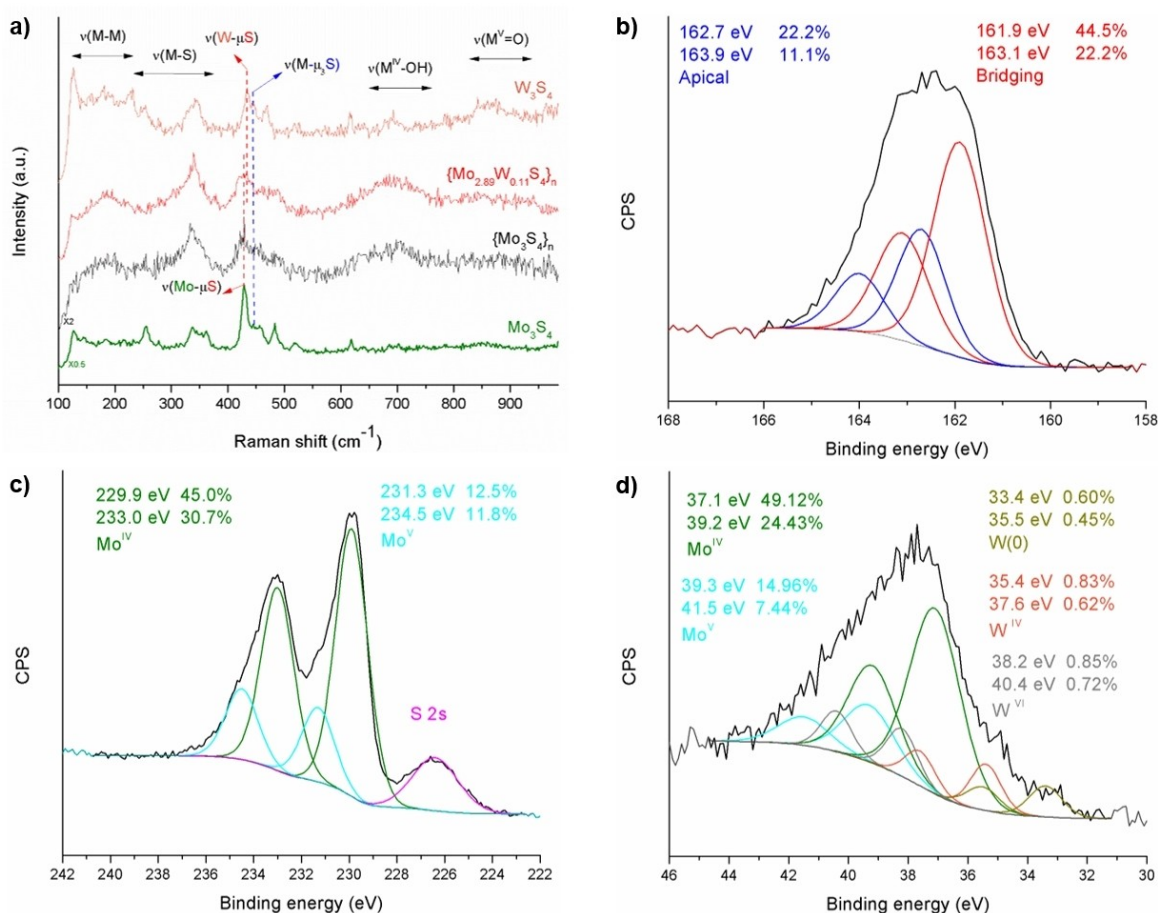 a)
ν(M-M)
ν(M-S)
ν(W-μS)
ν(M-μ₃S)
ν(Mᴵⱽ-OH)
ν(Mⱽ=O)
W₃S₄
{Mo₂.₈₉W₀.₁₁S₄}ₙ
{Mo₃S₄}ₙ
ν(Mo-μS)
Mo₃S₄
X2
X0.5
Intensity (a.u.)
100 200 300 400 500 600 700 800 900
Raman shift (cm⁻¹)
b)
162.7 eV 22.2%
163.9 eV 11.1%
Apical
161.9 eV 44.5%
163.1 eV 22.2%
Bridging
CPS
168 166 164 162 160 158
Binding energy (eV)
c)
229.9 eV 45.0%
233.0 eV 30.7%
Moᴵⱽ
231.3 eV 12.5%
234.5 eV 11.8%
Moⱽ
S 2s
CPS
242 240 238 236 234 232 230 228 226 224 222
Binding energy (eV)
d)
37.1 eV 49.12%
39.2 eV 24.43%
Moᴵⱽ
39.3 eV 14.96%
41.5 eV 7.44%
Moⱽ
33.4 eV 0.60%
35.5 eV 0.45%
W(0)
35.4 eV 0.83%
37.6 eV 0.62%
Wᴵⱽ
38.2 eV 0.85%
40.4 eV 0.72%
Wⱽᴵ
CPS
46 44 42 40 38 36 34 32 30
Binding energy (eV)